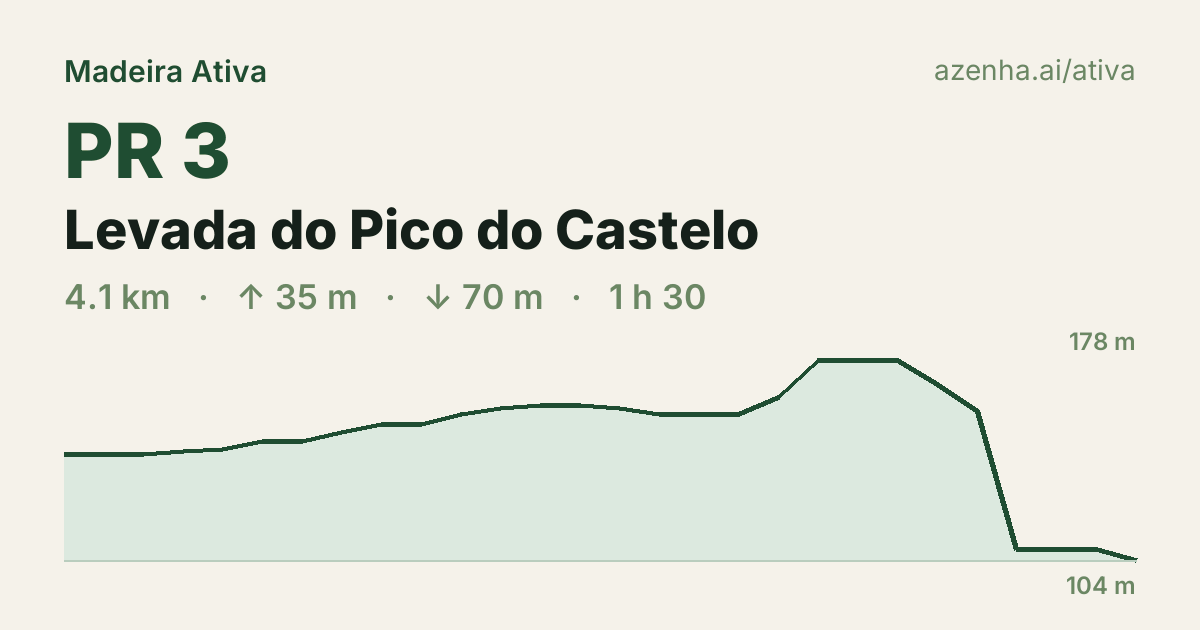 Madeira Ativa
azenha.ai/ativa
PR 3
Levada do Pico do Castelo
4.1 km · ↑ 35 m · ↓ 70 m · 1 h 30
178 m
104 m